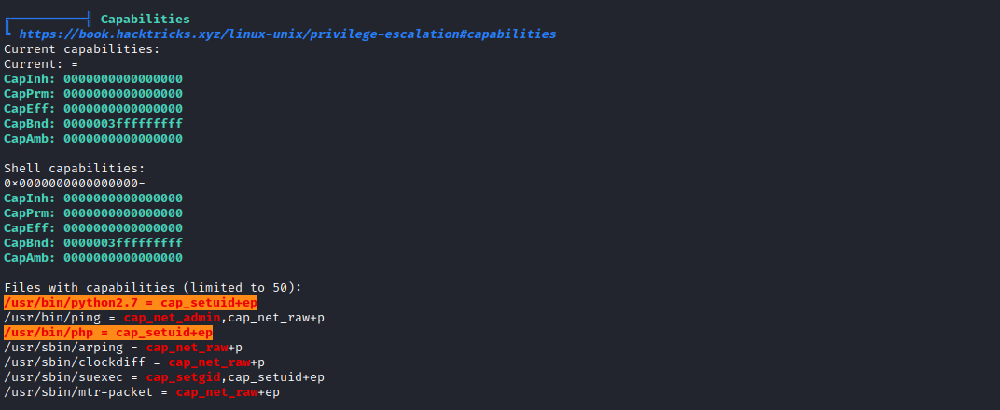 ╔══════════╣ Capabilities
╚ https://book.hacktricks.xyz/linux-unix/privilege-escalation#capabilities
Current capabilities:
Current: =
CapInh: 0000000000000000
CapPrm: 0000000000000000
CapEff: 0000000000000000
CapBnd: 0000003fffffffff
CapAmb: 0000000000000000
Shell capabilities:
0×0000000000000000=
CapInh: 0000000000000000
CapPrm: 0000000000000000
CapEff: 0000000000000000
CapBnd: 0000003fffffffff
CapAmb: 0000000000000000
Files with capabilities (limited to 50):
/usr/bin/python2.7 = cap_setuid+ep
/usr/bin/ping = cap_net_admin,cap_net_raw+p
/usr/bin/php = cap_setuid+ep
/usr/sbin/arping = cap_net_raw+p
/usr/sbin/clockdiff = cap_net_raw+p
/usr/sbin/suexec = cap_setgid,cap_setuid+ep
/usr/sbin/mtr-packet = cap_net_raw+ep